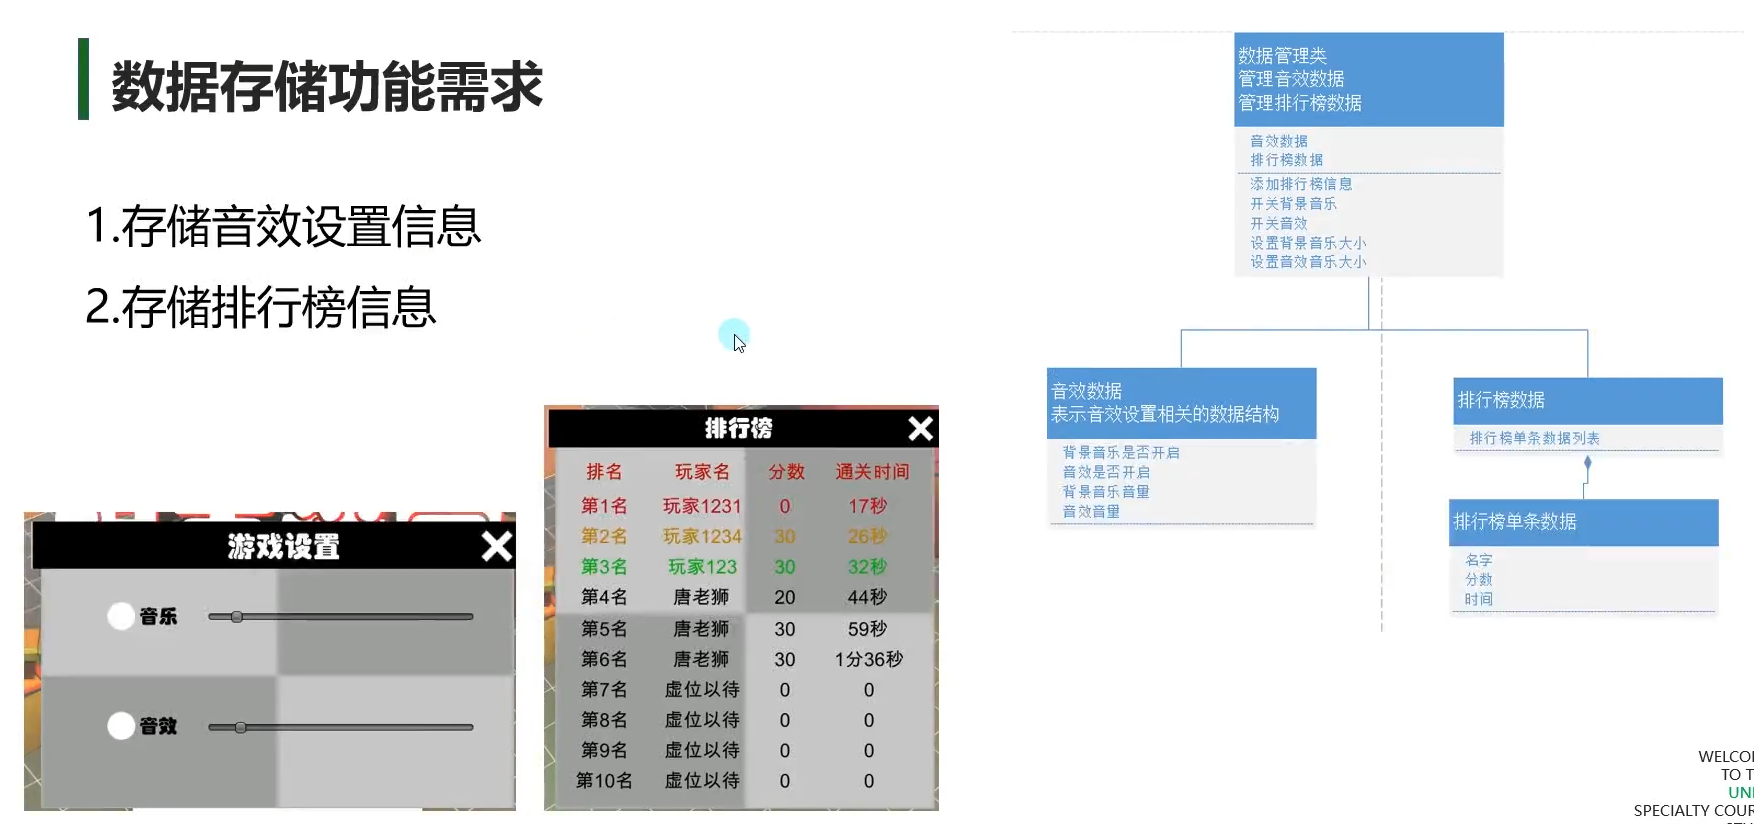 数据存储功能需求
1.存储音效设置信息
2.存储排行榜信息
游戏设置
音乐
音效
排行榜
排名 玩家名 分数 通关时间
第1名 玩家1231 0 17秒
第2名 玩家1234 30 26秒
第3名 玩家123 30 32秒
第4名 唐老狮 20 44秒
第5名 唐老狮 30 59秒
第6名 唐老狮 30 1分36秒
第7名 虚位以待 0 0
第8名 虚位以待 0 0
第9名 虚位以待 0 0
第10名 虚位以待 0 0
数据管理类
管理音效数据
管理排行榜数据
音效数据
排行榜数据
添加排行榜信息
开关背景音乐
开关音效
设置背景音乐大小
设置音效音乐大小
音效数据
表示音效设置相关的数据结构
背景音乐是否开启
音效是否开启
背景音乐音量
音效音量
排行榜数据
排行榜单条数据列表
排行榜单条数据
名字
分数
时间
WELCO
TO T
UN
SPECIALTY COUR